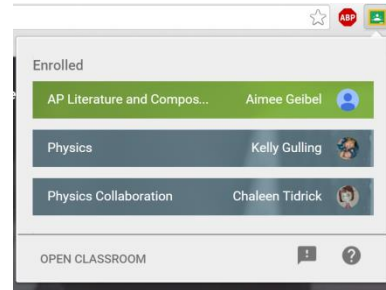 ABP
Enrolled
AP Literature and Compos... Aimee Geibel
Physics Kelly Gulling
Physics Collaboration Chaleen Tidrick
OPEN CLASSROOM ! ?